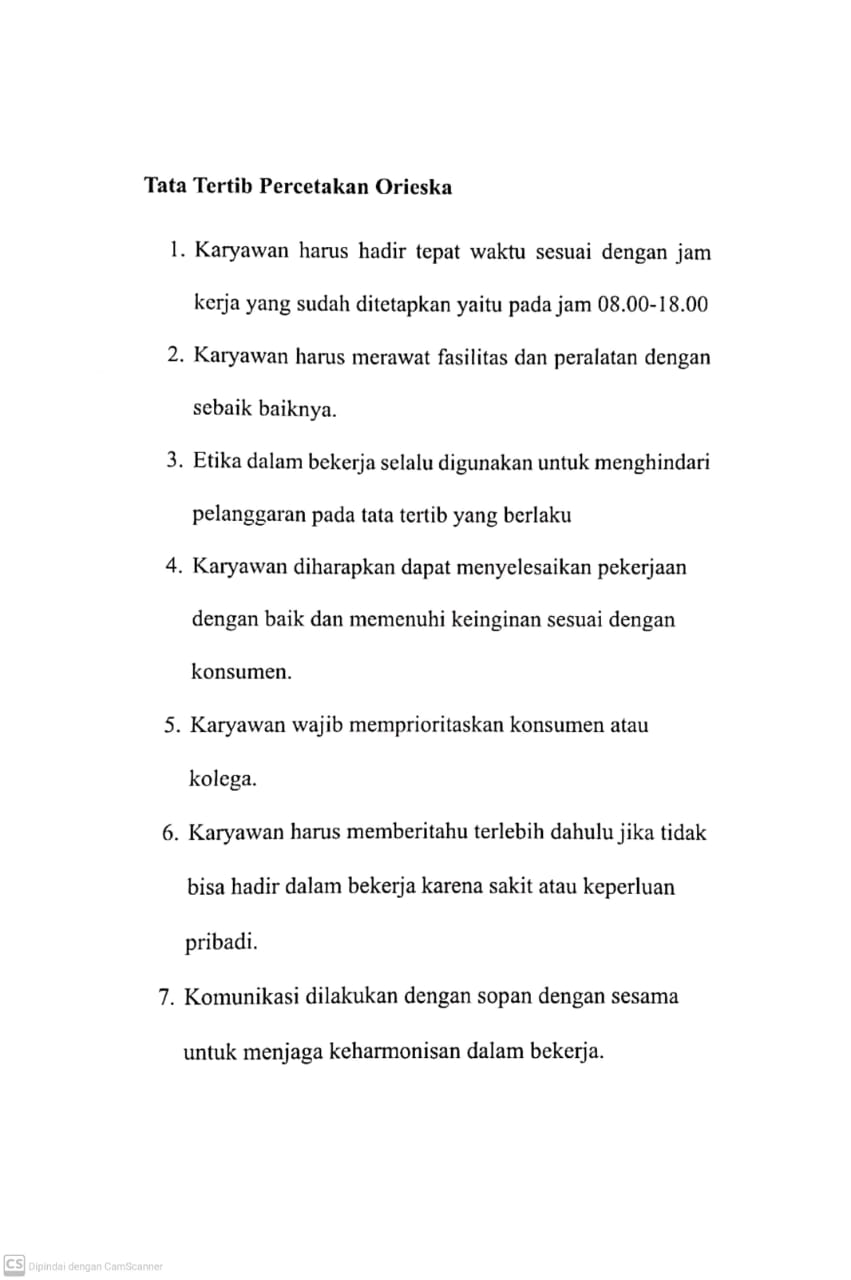 Tata Tertib Percetakan Orieska
1. Karyawan harus hadir tepat waktu sesuai dengan jam
kerja yang sudah ditetapkan yaitu pada jam 08.00-18.00
2. Karyawan harus merawat fasilitas dan peralatan dengan
sebaik baiknya.
3. Etika dalam bekerja selalu digunakan untuk menghindari
pelanggaran pada tata tertib yang berlaku
4. Karyawan diharapkan dapat menyelesaikan pekerjaan
dengan baik dan memenuhi keinginan sesuai dengan
konsumen.
5. Karyawan wajib memprioritaskan konsumen atau
kolega.
6. Karyawan harus memberitahu terlebih dahulu jika tidak
bisa hadir dalam bekerja karena sakit atau keperluan
pribadi.
7. Komunikasi dilakukan dengan sopan dengan sesama
untuk menjaga keharmonisan dalam bekerja.
CS Dipindai dengan CamScanner